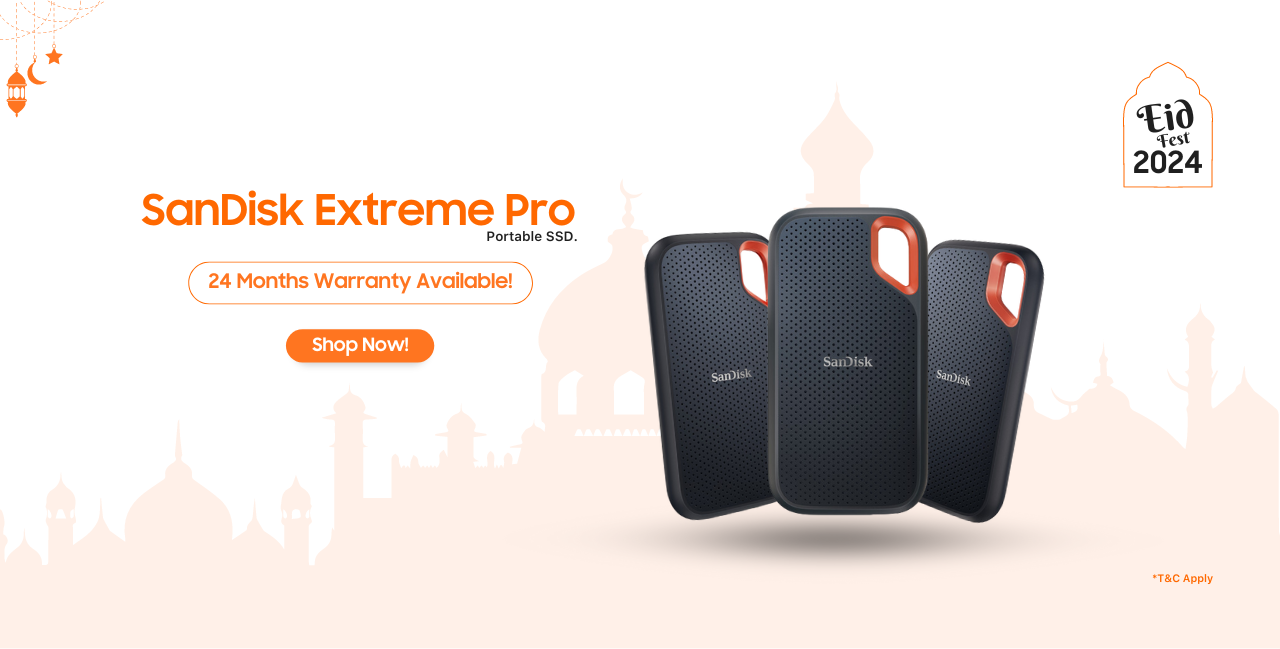 Eid
Fest
2024
SanDisk Extreme Pro
Portable SSD.
24 Months Warranty Available!
Shop Now!
SanDisk
SanDisk
SanDisk
*T&C Apply